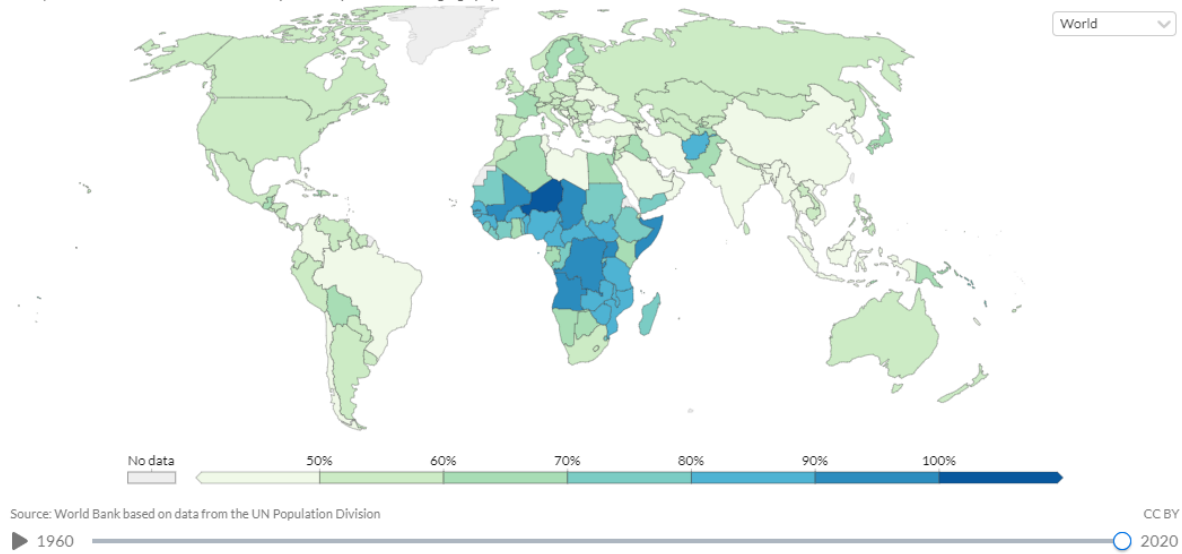 World
No data
50%
60%
70%
80%
90%
100%
Source: World Bank based on data from the UN Population Division
CC BY
1960
2020